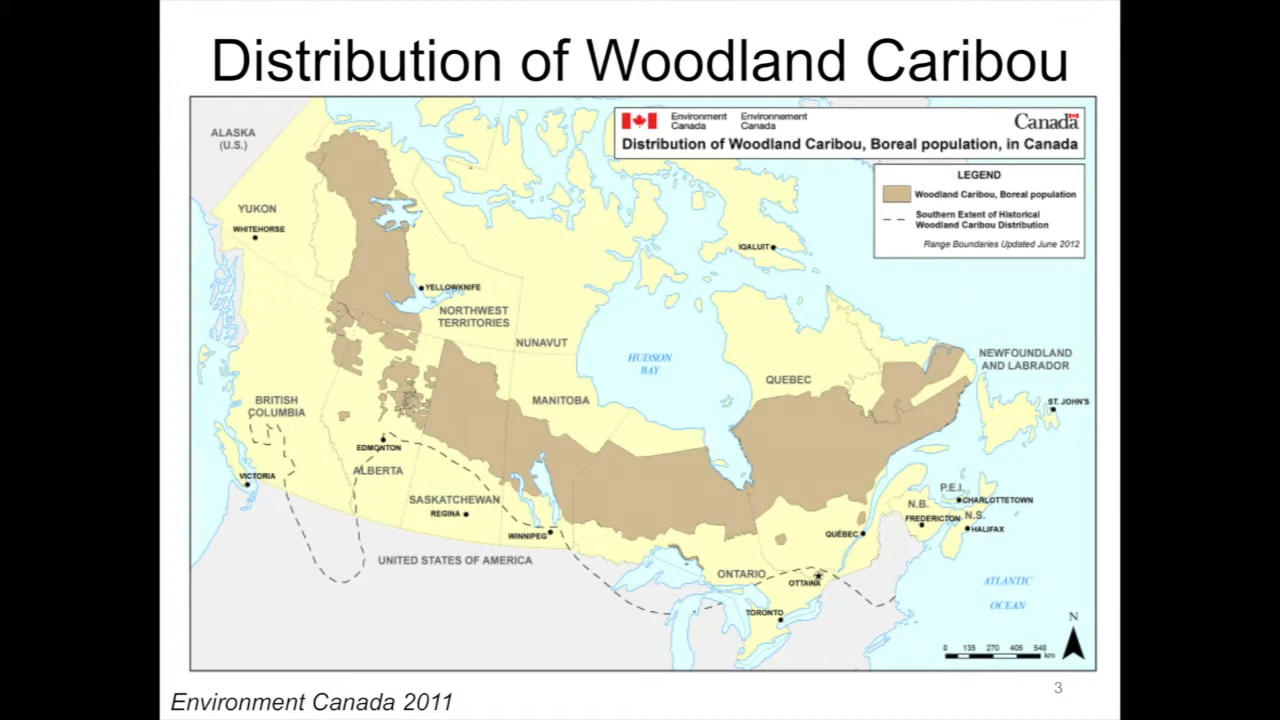 Distribution of Woodland Caribou
Environment
Canada
Environnement
Canada
Canada
Distribution of Woodland Caribou, Boreal population, in Canada
LEGEND
Woodland Caribou, Boreal population
Southern Extent of Historical
Woodland Caribou Distribution
Range Boundaries Updated June 2012
ALASKA
(U.S.)
YUKON
WHITEHORSE
IQALUIT
YELLOWKNIFE
NORTHWEST
TERRITORIES
NUNAVUT
HUDSON
BAY
QUEBEC
NEWFOUNDLAND
AND LABRADOR
ST. JOHN'S
BRITISH
COLUMBIA
MANITOBA
EDMONTON
ALBERTA
VICTORIA
SASKATCHEWAN
REGINA
WINNIPEG
P.E.I.
CHARLOTTETOWN
N.B.
FREDERICTON
N.S.
HALIFAX
QUÉBEC
UNITED STATES OF AMERICA
ONTARIO
OTTAWA
TORONTO
ATLANTIC
OCEAN
N
0 135 270 405 540
km
3
Environment Canada 2011